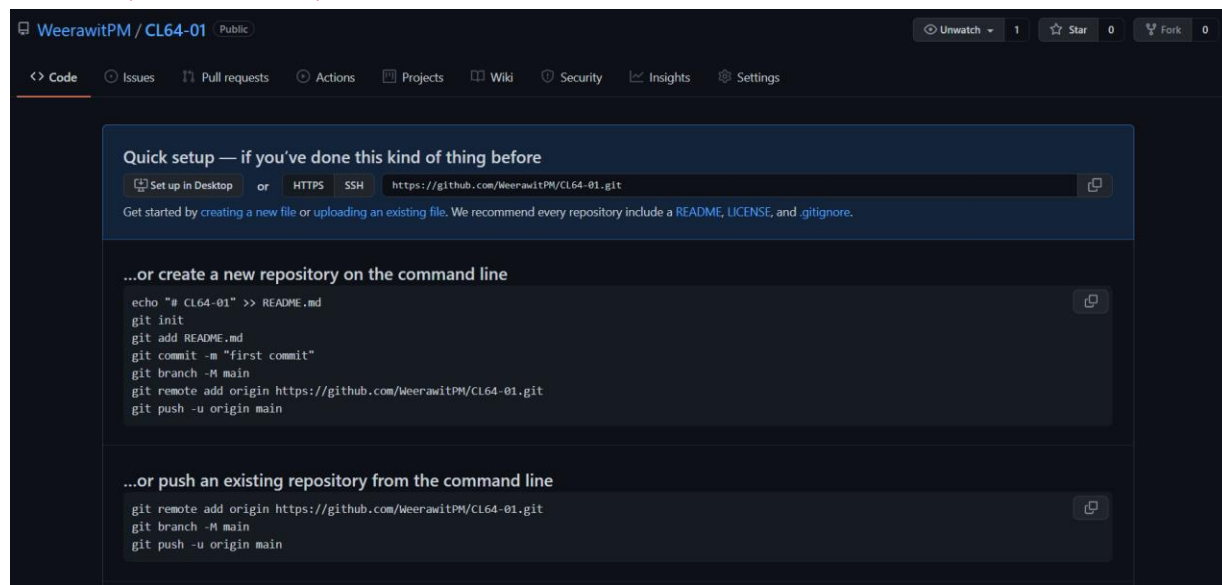 WeerawitPM / CL64-01 Public
Unwatch 1 Star 0 Fork 0
Code Issues Pull requests Actions Projects Wiki Security Insights Settings
Quick setup — if you've done this kind of thing before
Set up in Desktop or HTTPS SSH https://github.com/WeerawitPM/CL64-01.git
Get started by creating a new file or uploading an existing file. We recommend every repository include a README, LICENSE, and .gitignore.
...or create a new repository on the command line
echo "# CL64-01" >> README.md
git init
git add README.md
git commit -m "first commit"
git branch -M main
git remote add origin https://github.com/WeerawitPM/CL64-01.git
git push -u origin main
...or push an existing repository from the command line
git remote add origin https://github.com/WeerawitPM/CL64-01.git
git branch -M main
git push -u origin main